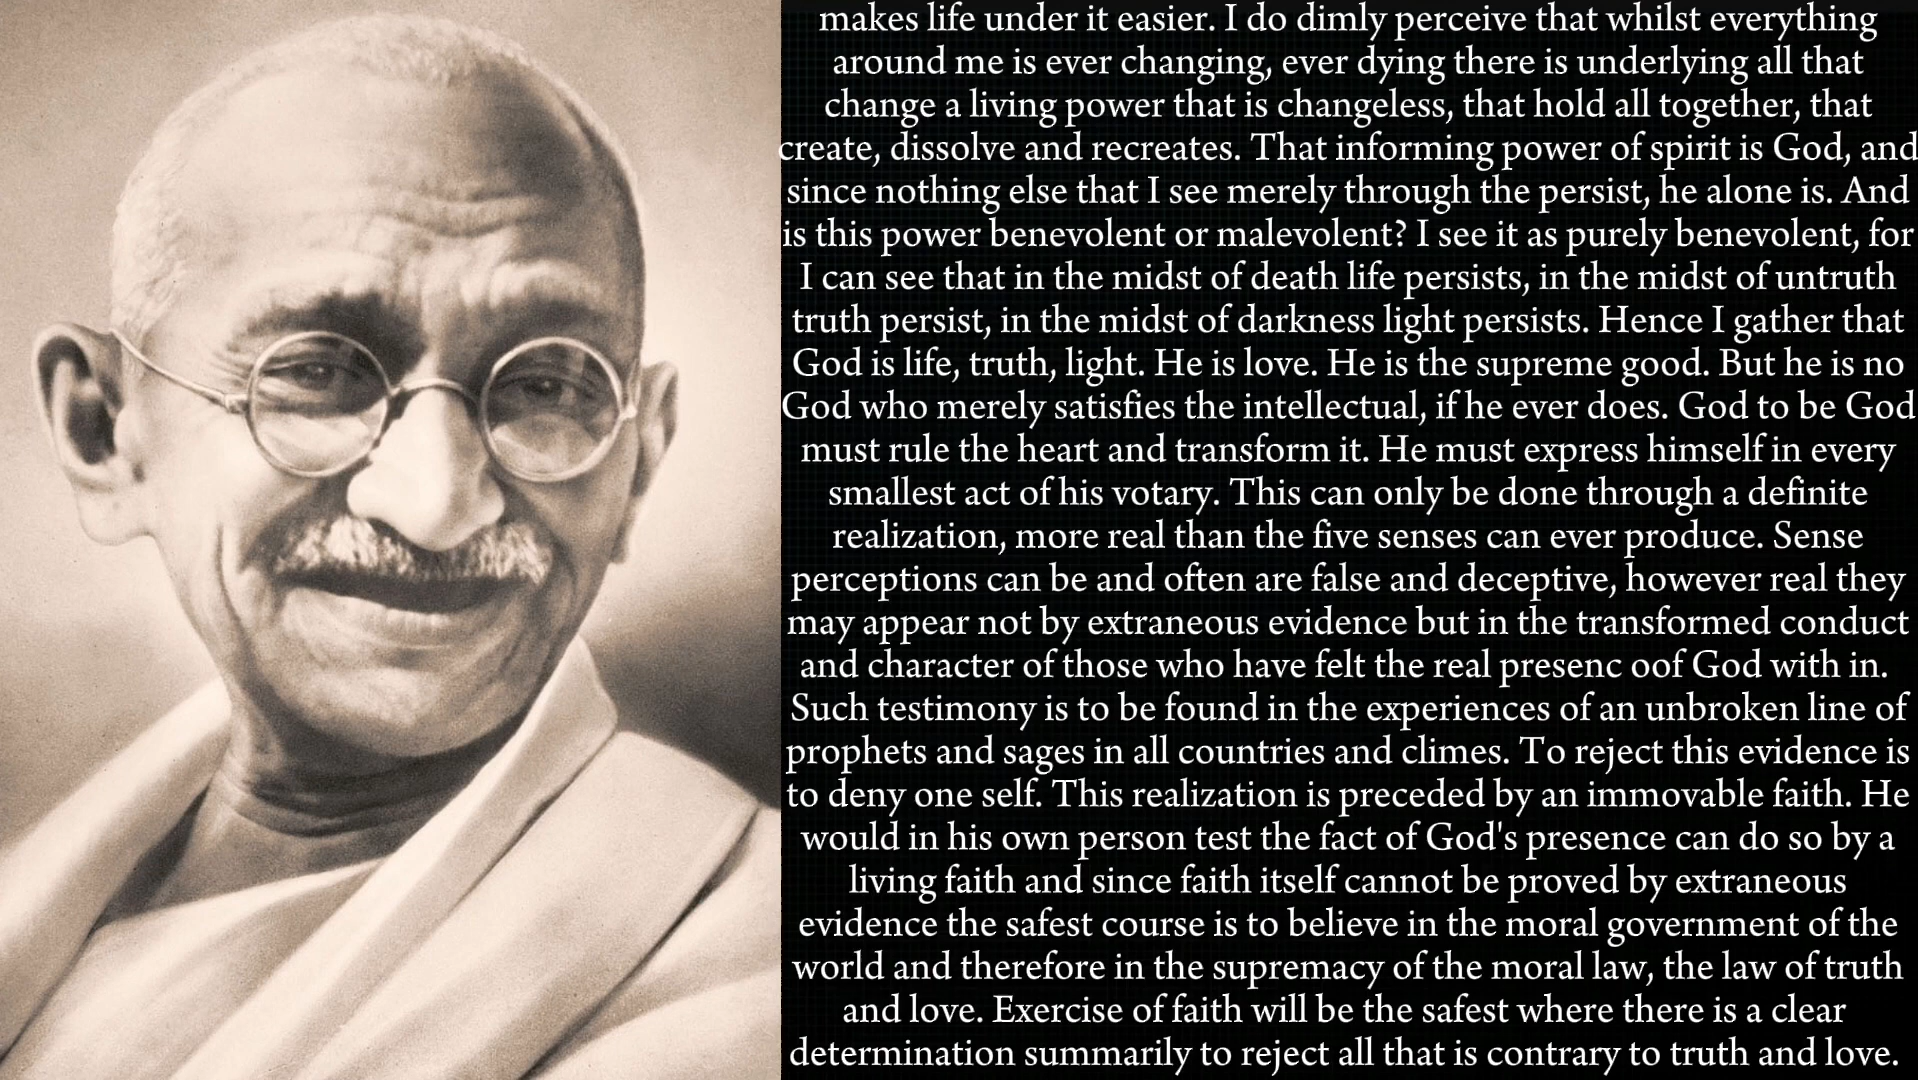 makes life under it easier. I do dimly perceive that whilst everything
around me is ever changing, ever dying there is underlying all that
change a living power that is changeless, that hold all together, that
create, dissolve and recreates. That informing power of spirit is God, and
since nothing else that I see merely through the persist, he alone is. And
is this power benevolent or malevolent? I see it as purely benevolent, for
I can see that in the midst of death life persists, in the midst of untruth
truth persist, in the midst of darkness light persists. Hence I gather that
God is life, truth, light. He is love. He is the supreme good. But he is no
God who merely satisfies the intellectual, if he ever does. God to be God
must rule the heart and transform it. He must express himself in every
smallest act of his votary. This can only be done through a definite
realization, more real than the five senses can ever produce. Sense
perceptions can be and often are false and deceptive, however real they
may appear not by extraneous evidence but in the transformed conduct
and character of those who have felt the real presenc oof God with in.
Such testimony is to be found in the experiences of an unbroken line of
prophets and sages in all countries and climes. To reject this evidence is
to deny one self. This realization is preceded by an immovable faith. He
would in his own person test the fact of God's presence can do so by a
living faith and since faith itself cannot be proved by extraneous
evidence the safest course is to believe in the moral government of the
world and therefore in the supremacy of the moral law, the law of truth
and love. Exercise of faith will be the safest where there is a clear
determination summarily to reject all that is contrary to truth and love.